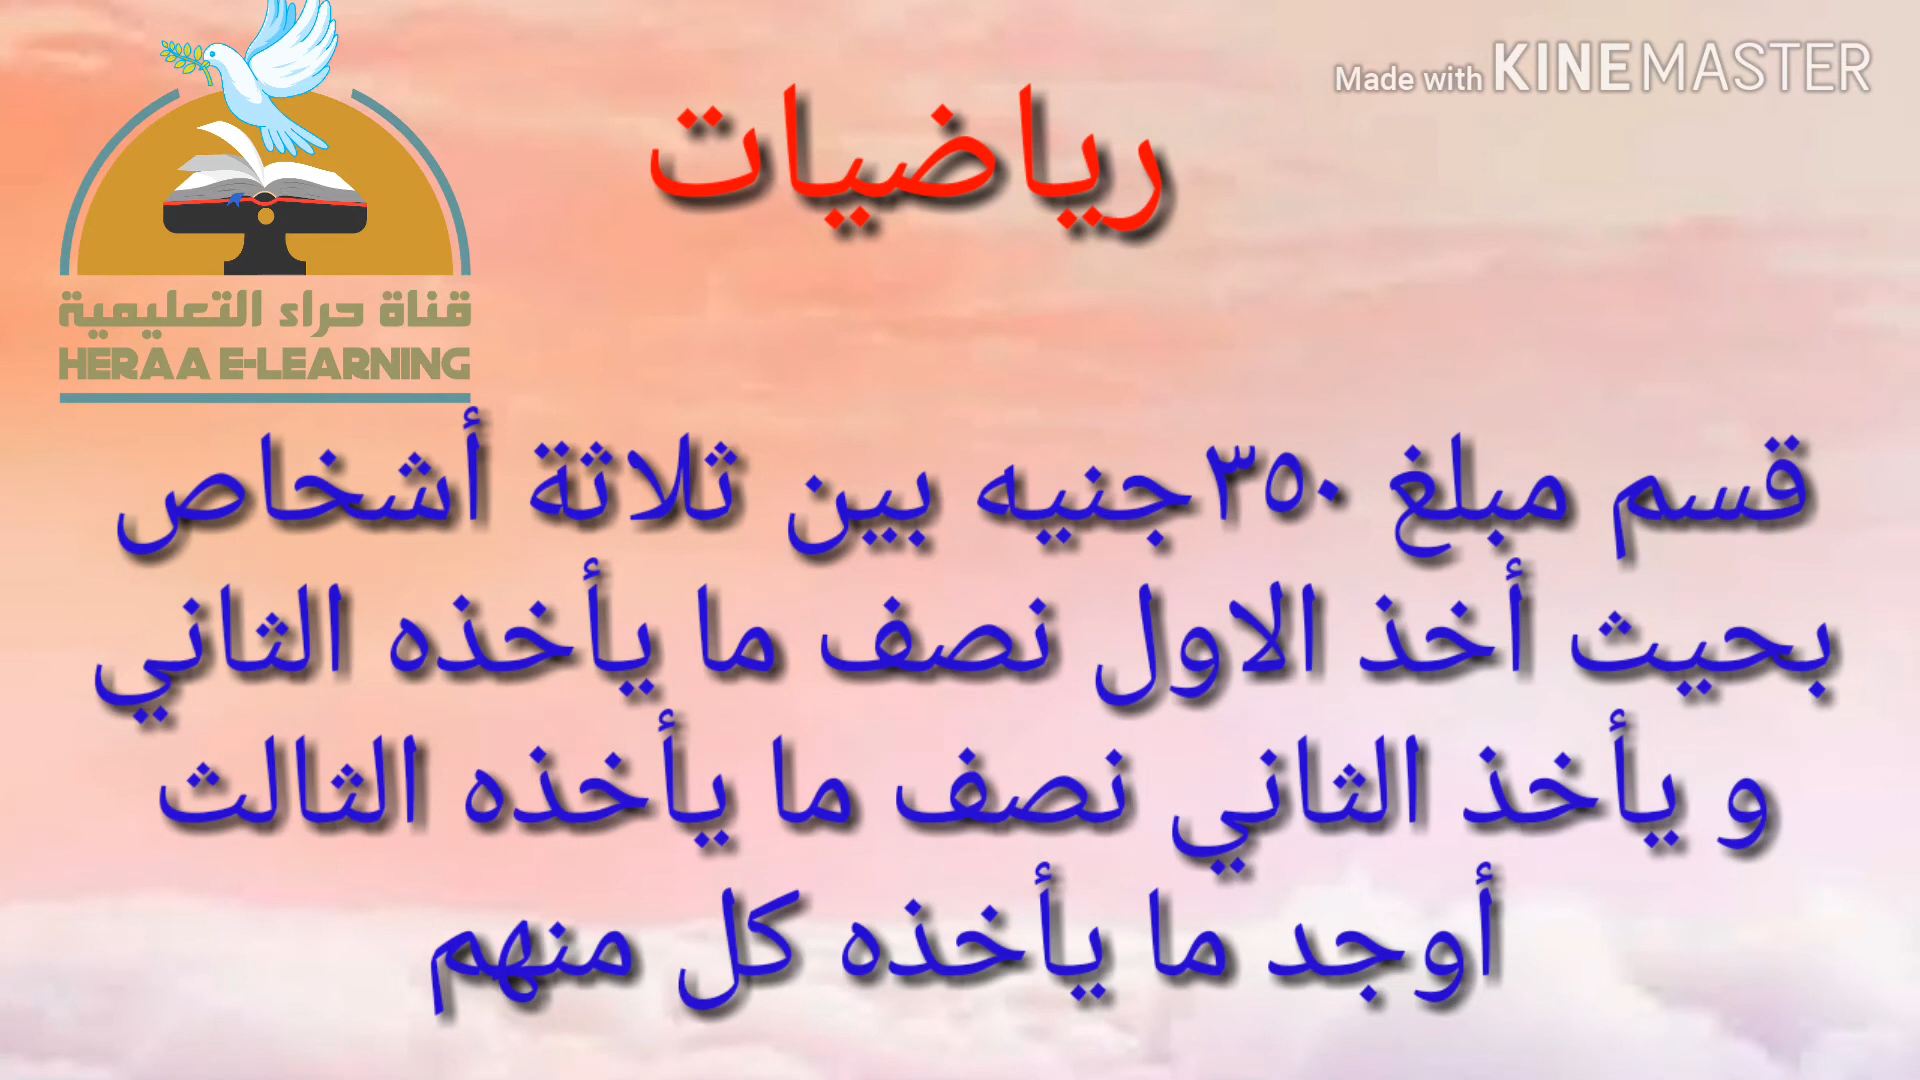 Made with KINEMASTER
رياضيات
قناة حراء التعليمية
HERAA E-LEARNING
قسم مبلغ ٣٥٠جنيه بين ثلاثة أشخاص
بحيث أخذ الاول نصف ما يأخذه الثاني
و يأخذ الثاني نصف ما يأخذه الثالث
أوجد ما يأخذه كل منهم